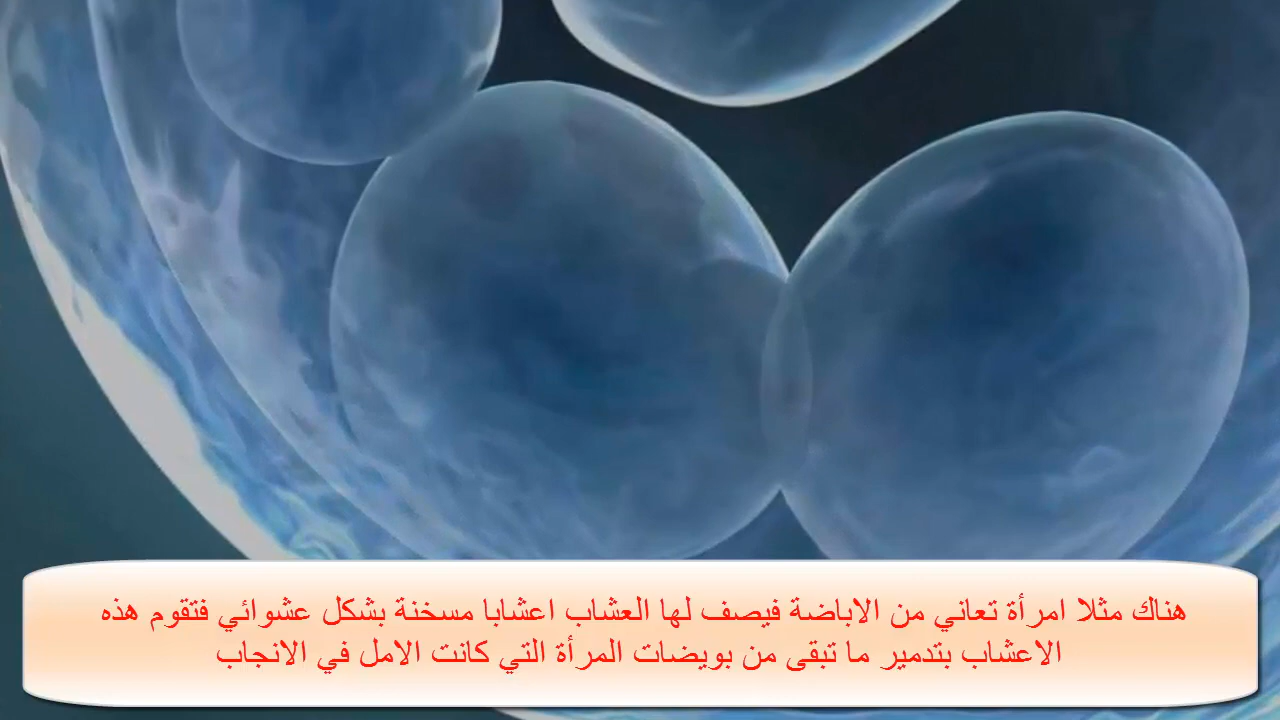 هناك مثلا امرأة تعاني من الاباضة فيصف لها العشاب اعشابا مسخنة بشكل عشوائي فتقوم هذه
الاعشاب بتدمير ما تبقى من بويضات المرأة التي كانت الامل في الانجاب